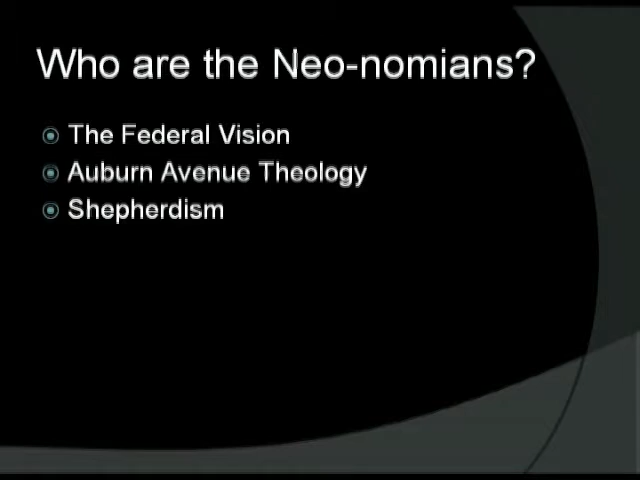 Who are the Neo-nomians?
The Federal Vision
Auburn Avenue Theology
Shepherdism